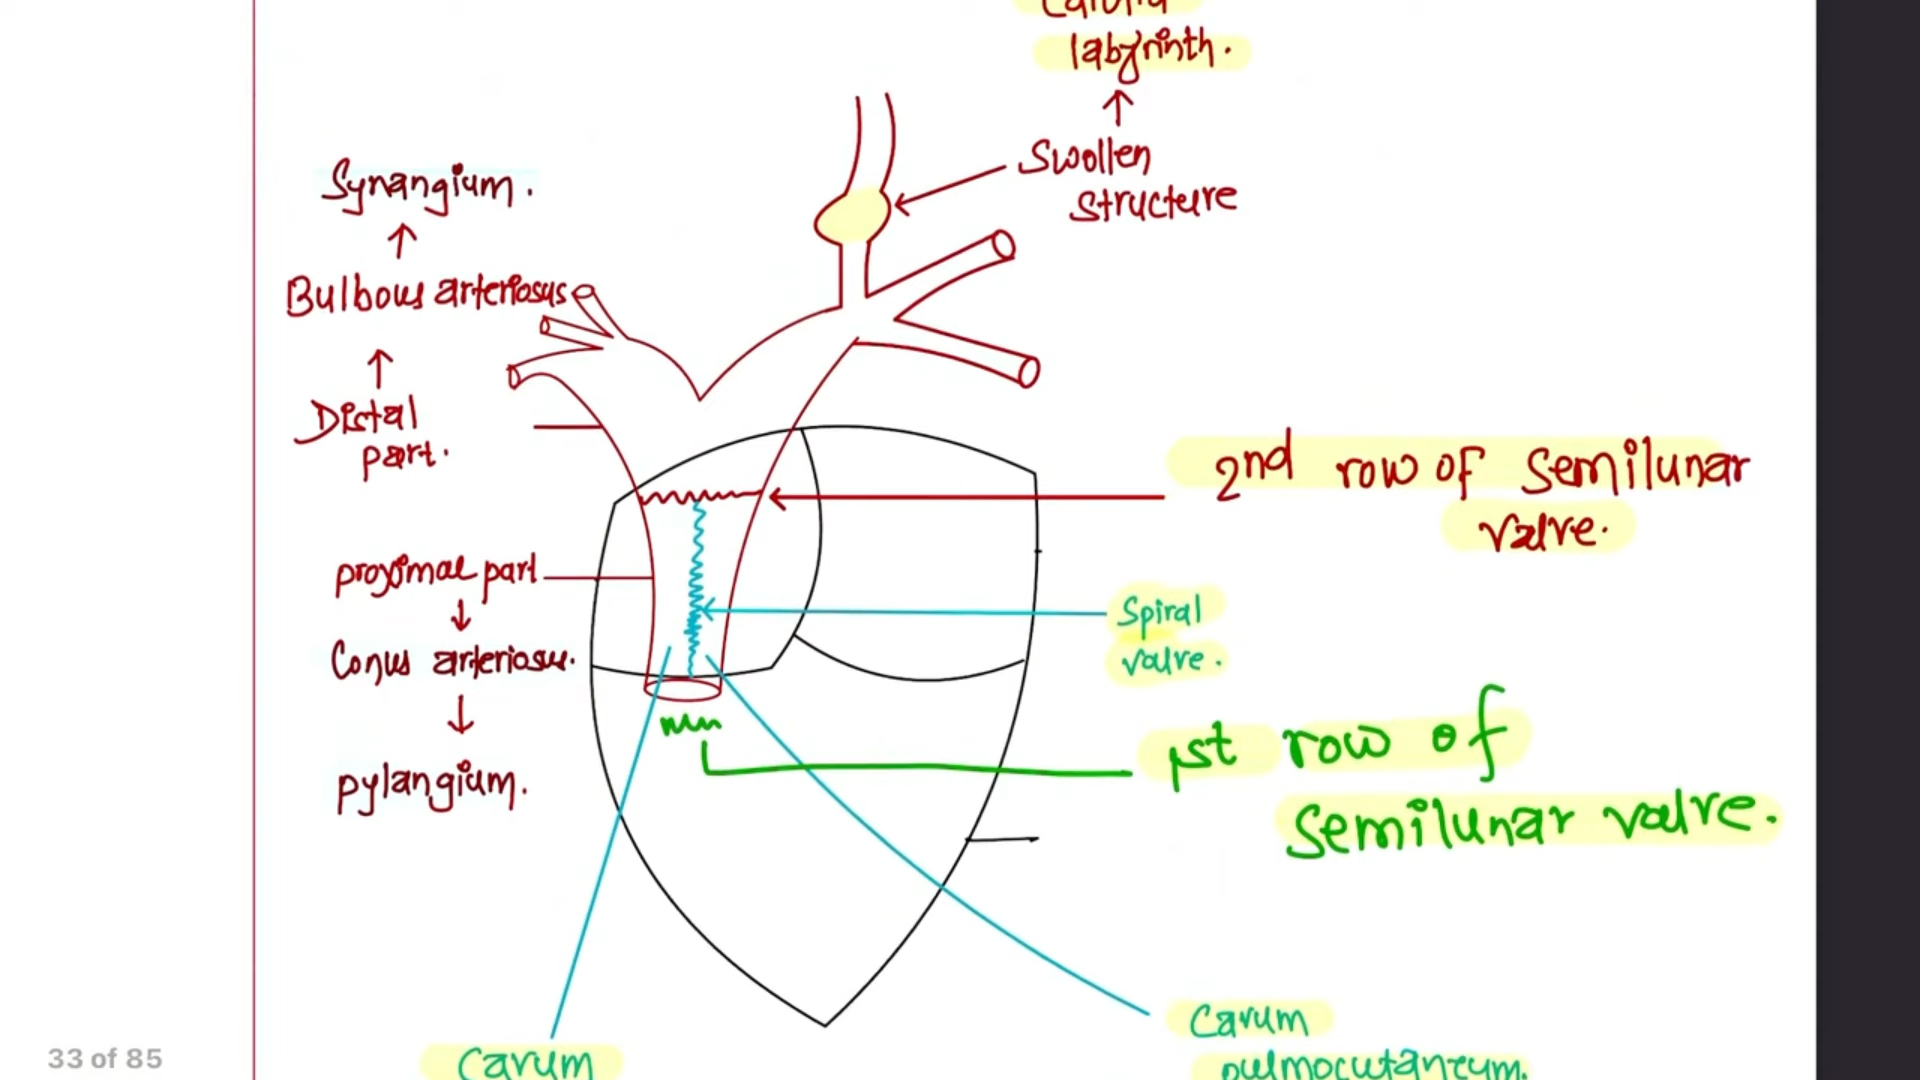 labyrinth.
↑
Swollen
structure
Synangium.
↑
Bulbous arteriosus
↑
Distal
part.
2nd row of Semilunar
valve.
proximal part
↓
Conus arteriosus.
↓
pylangium.
Spiral
valve.
1st row of
Semilunar valve.
Cavum
pulmocutaneum.
Cavum
33 of 85